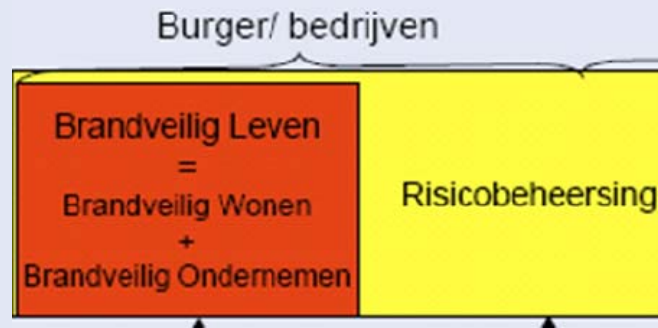 Burger/ bedrijven
Brandveilig Leven
=
Brandveilig Wonen
+
Brandveilig Ondernemen
Risicobeheersing